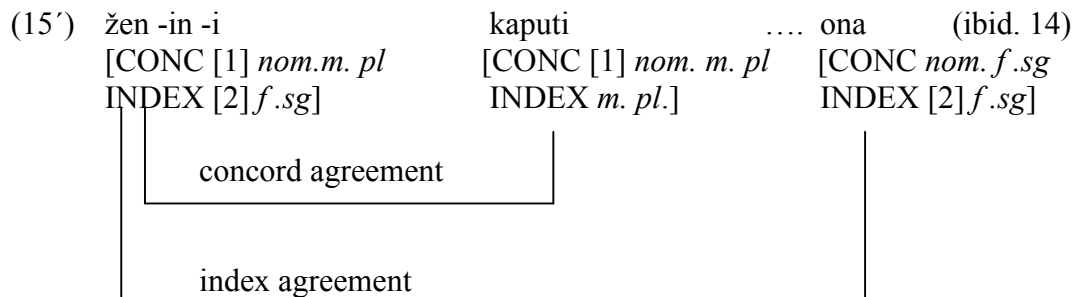 (15´) žen -in -i kaputi …. ona (ibid. 14)
[CONC [1] nom.m. pl [CONC [1] nom. m. pl [CONC nom. f .sg
INDEX [2] f .sg] INDEX m. pl.] INDEX [2] f .sg]
concord agreement
index agreement